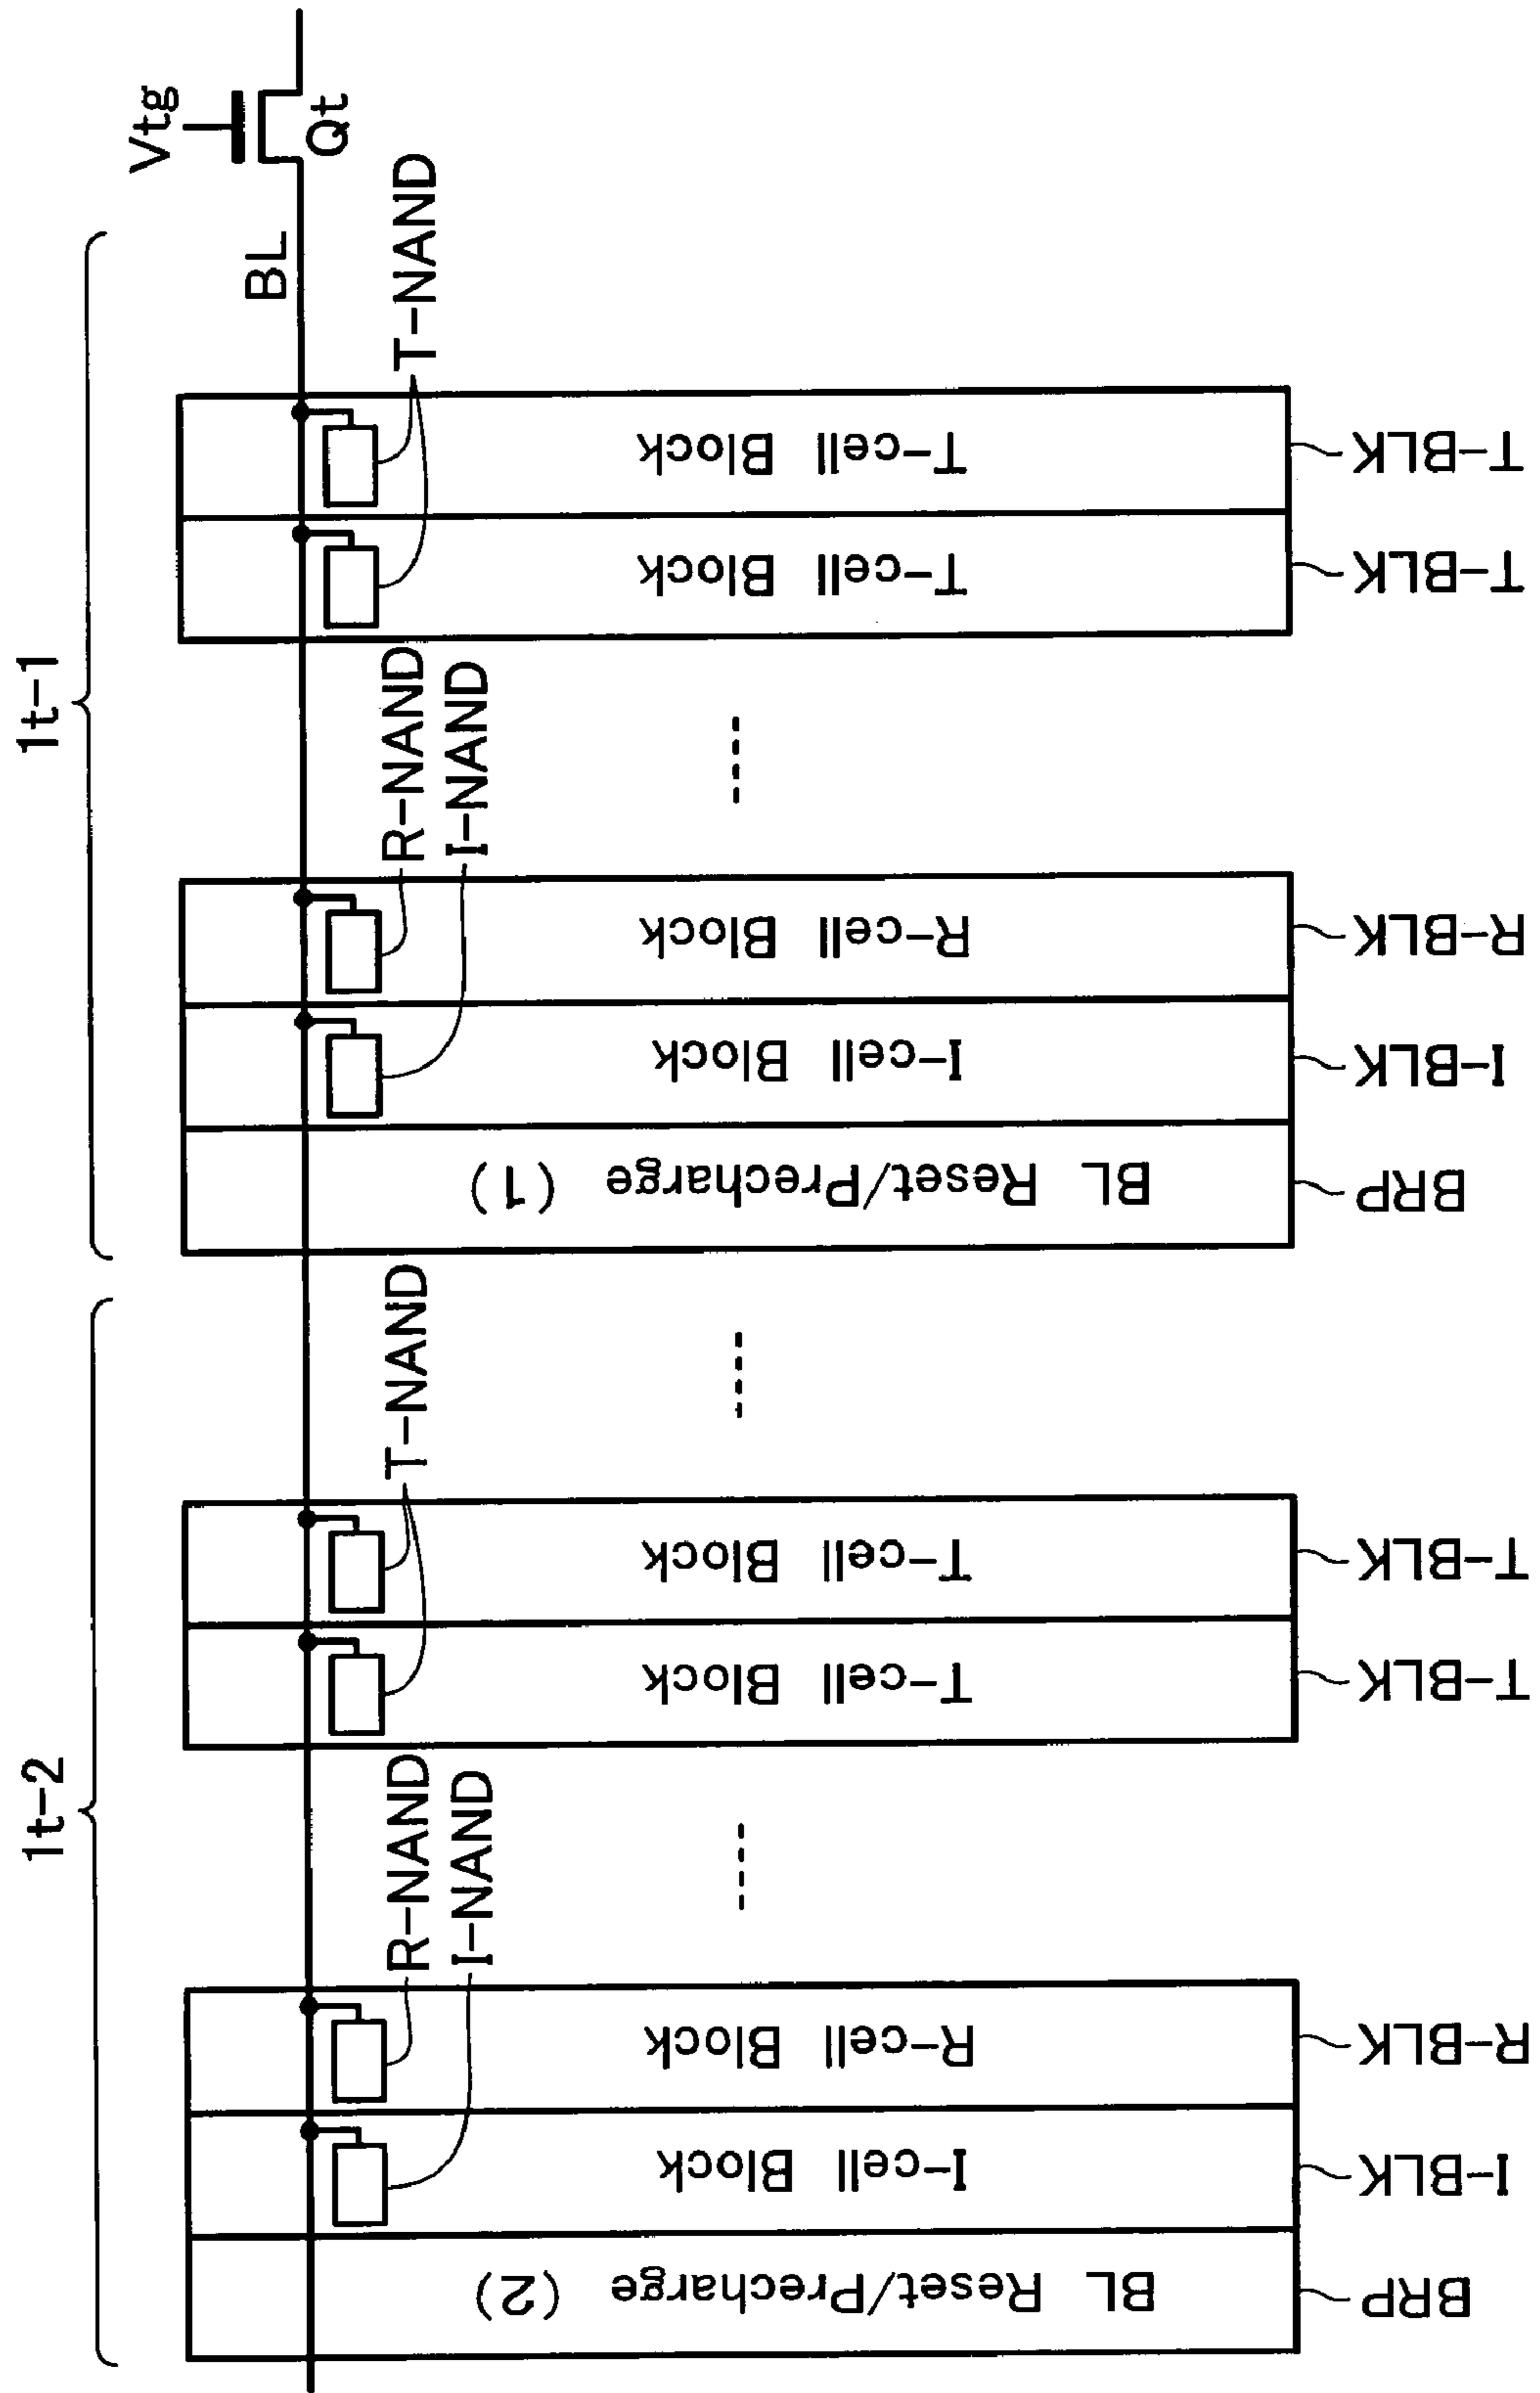 Vtg
Qt
BL
1t-1
T-NAND
T-cell Block
T-BLK
T-cell Block
T-BLK
R-NAND
I-NAND
R-cell Block
R-BLK
I-cell Block
I-BLK
BL Reset/Precharge (1)
BRP
1t-2
T-NAND
T-cell Block
T-BLK
T-cell Block
T-BLK
R-NAND
I-NAND
R-cell Block
R-BLK
I-cell Block
I-BLK
BL Reset/Precharge (2)
BRP